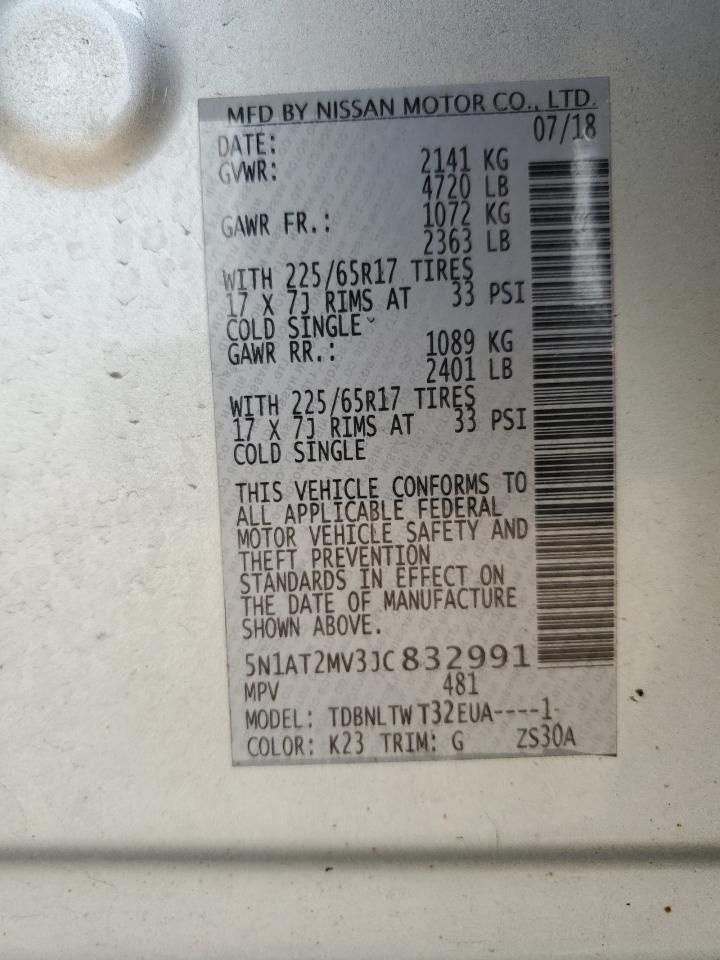 MFD BY NISSAN MOTOR CO., LTD.
DATE: 07/18
GVWR: 2141 KG
4720 LB
GAWR FR.: 1072 KG
2363 LB
WITH 225/65R17 TIRES
17 X 7J RIMS AT 33 PSI
COLD SINGLE
GAWR RR.: 1089 KG
2401 LB
WITH 225/65R17 TIRES
17 X 7J RIMS AT 33 PSI
COLD SINGLE
THIS VEHICLE CONFORMS TO
ALL APPLICABLE FEDERAL
MOTOR VEHICLE SAFETY AND
THEFT PREVENTION
STANDARDS IN EFFECT ON
THE DATE OF MANUFACTURE
SHOWN ABOVE.
5N1AT2MV3JC832991
MPV 481
MODEL: TDBNLTWT32EUA----1-
COLOR: K23 TRIM: G ZS30A